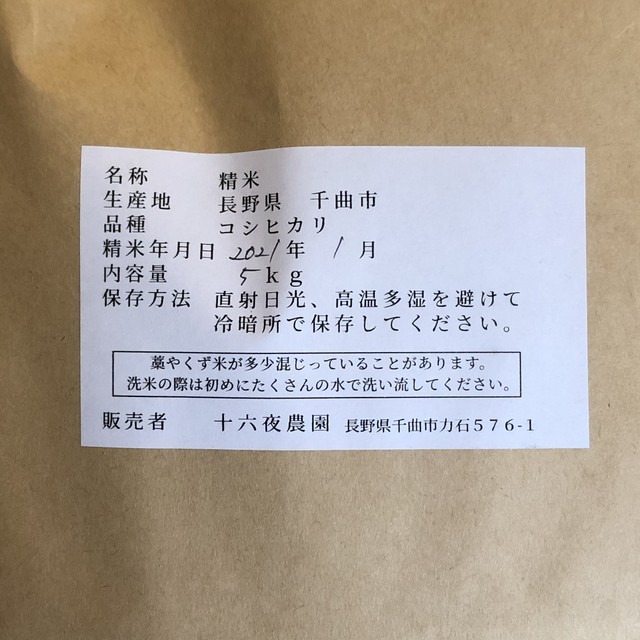 名称 精米
生産地 長野県 千曲市
品種 コシヒカリ
精米年月日 2021年 1月
内容量 5kg
保存方法 直射日光、高温多湿を避けて
冷暗所で保存してください。
藁やくず米が多少混じっていることがあります。
洗米の際は初めにたくさんの水で洗い流してください。
販売者 十六夜農園 長野県千曲市力石576-1